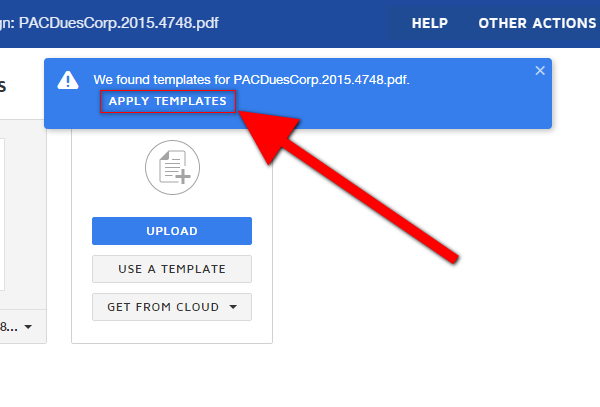 gn: PACDuesCorp.2015.4748.pdf
HELP
OTHER ACTIONS
S
We found templates for PACDuesCorp.2015.4748.pdf.
APPLY TEMPLATES
UPLOAD
USE A TEMPLATE
GET FROM CLOUD
8...